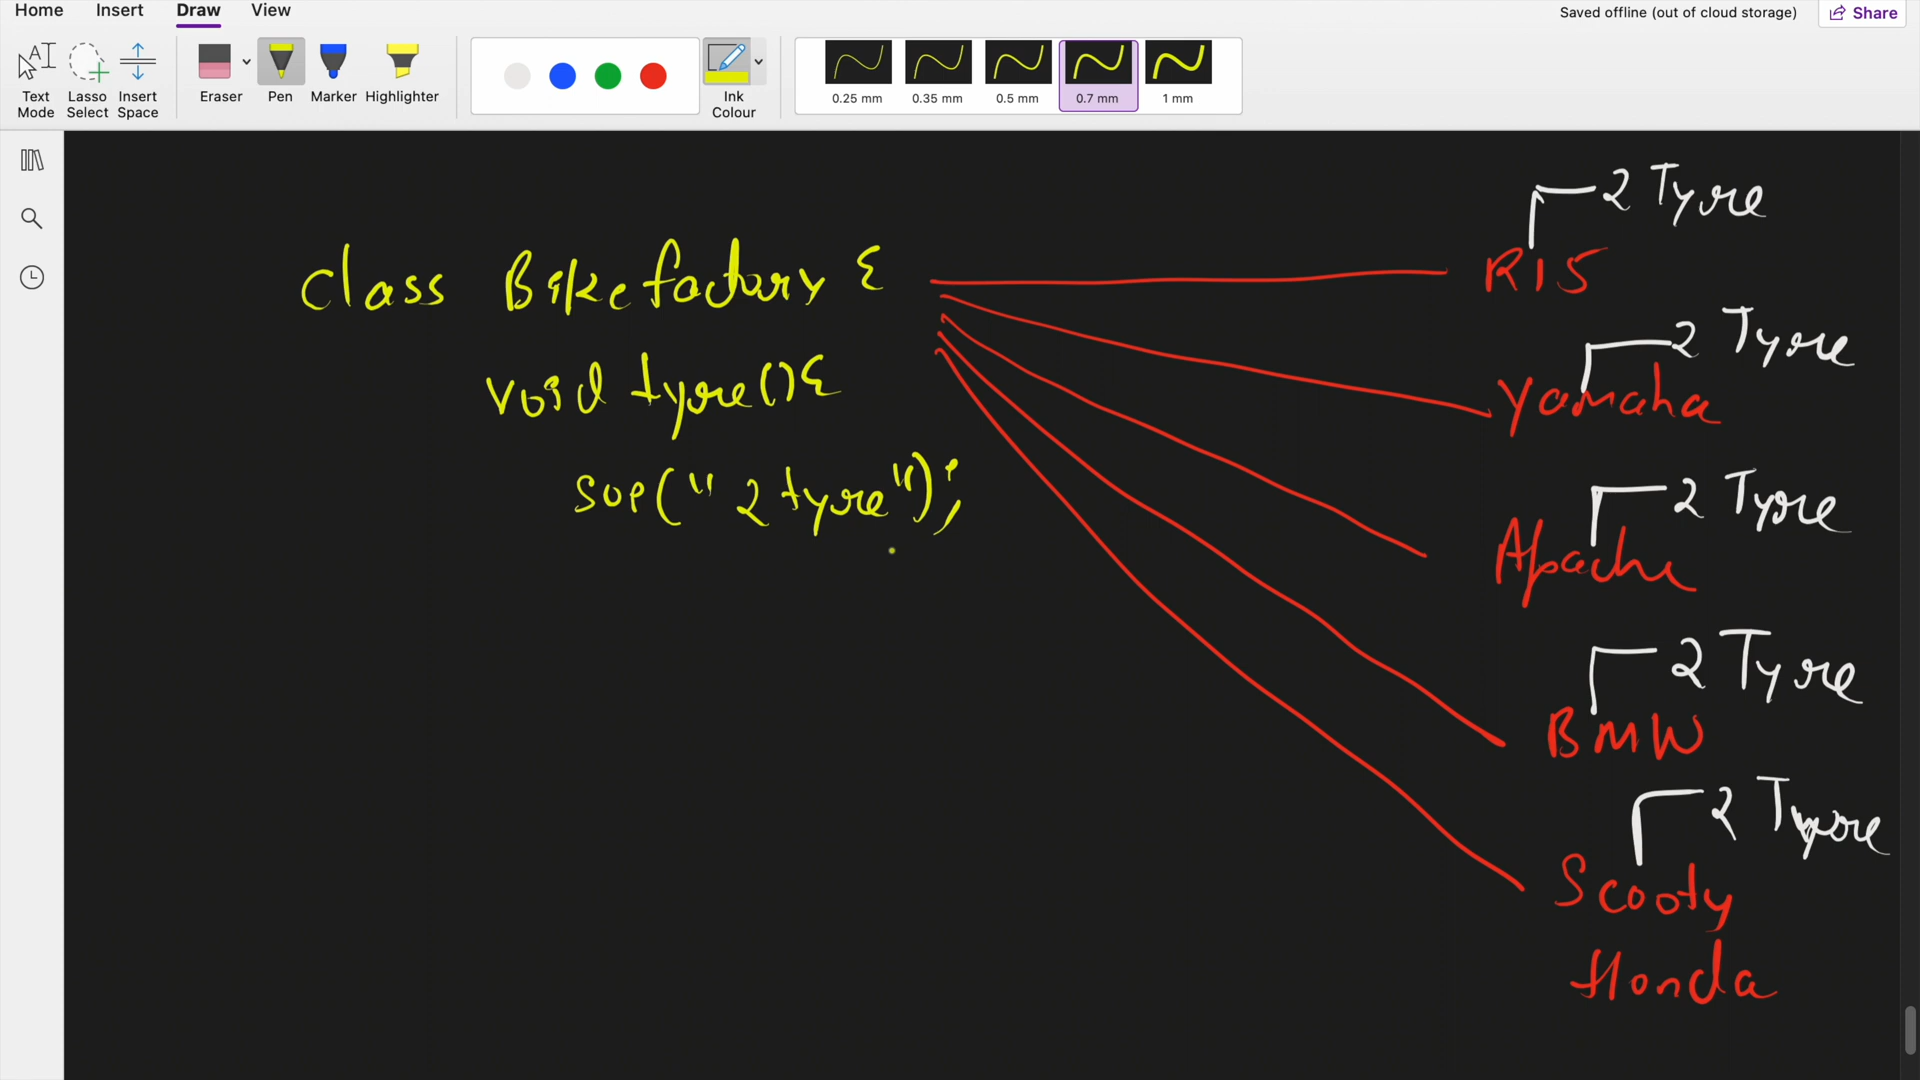 Home Insert Draw View
Saved offline (out of cloud storage) Share
Text Mode
Lasso Select
Insert Space
Eraser
Pen
Marker
Highlighter
Ink Colour
0.25 mm
0.35 mm
0.5 mm
0.7 mm
1 mm
class Bikefactory {
void tyre(){
sop(" 2 tyre");
2 Tyre
R15
2 Tyre
Yamaha
2 Tyre
Apache
2 Tyre
BMW
2 Tyre
Scooty
Honda